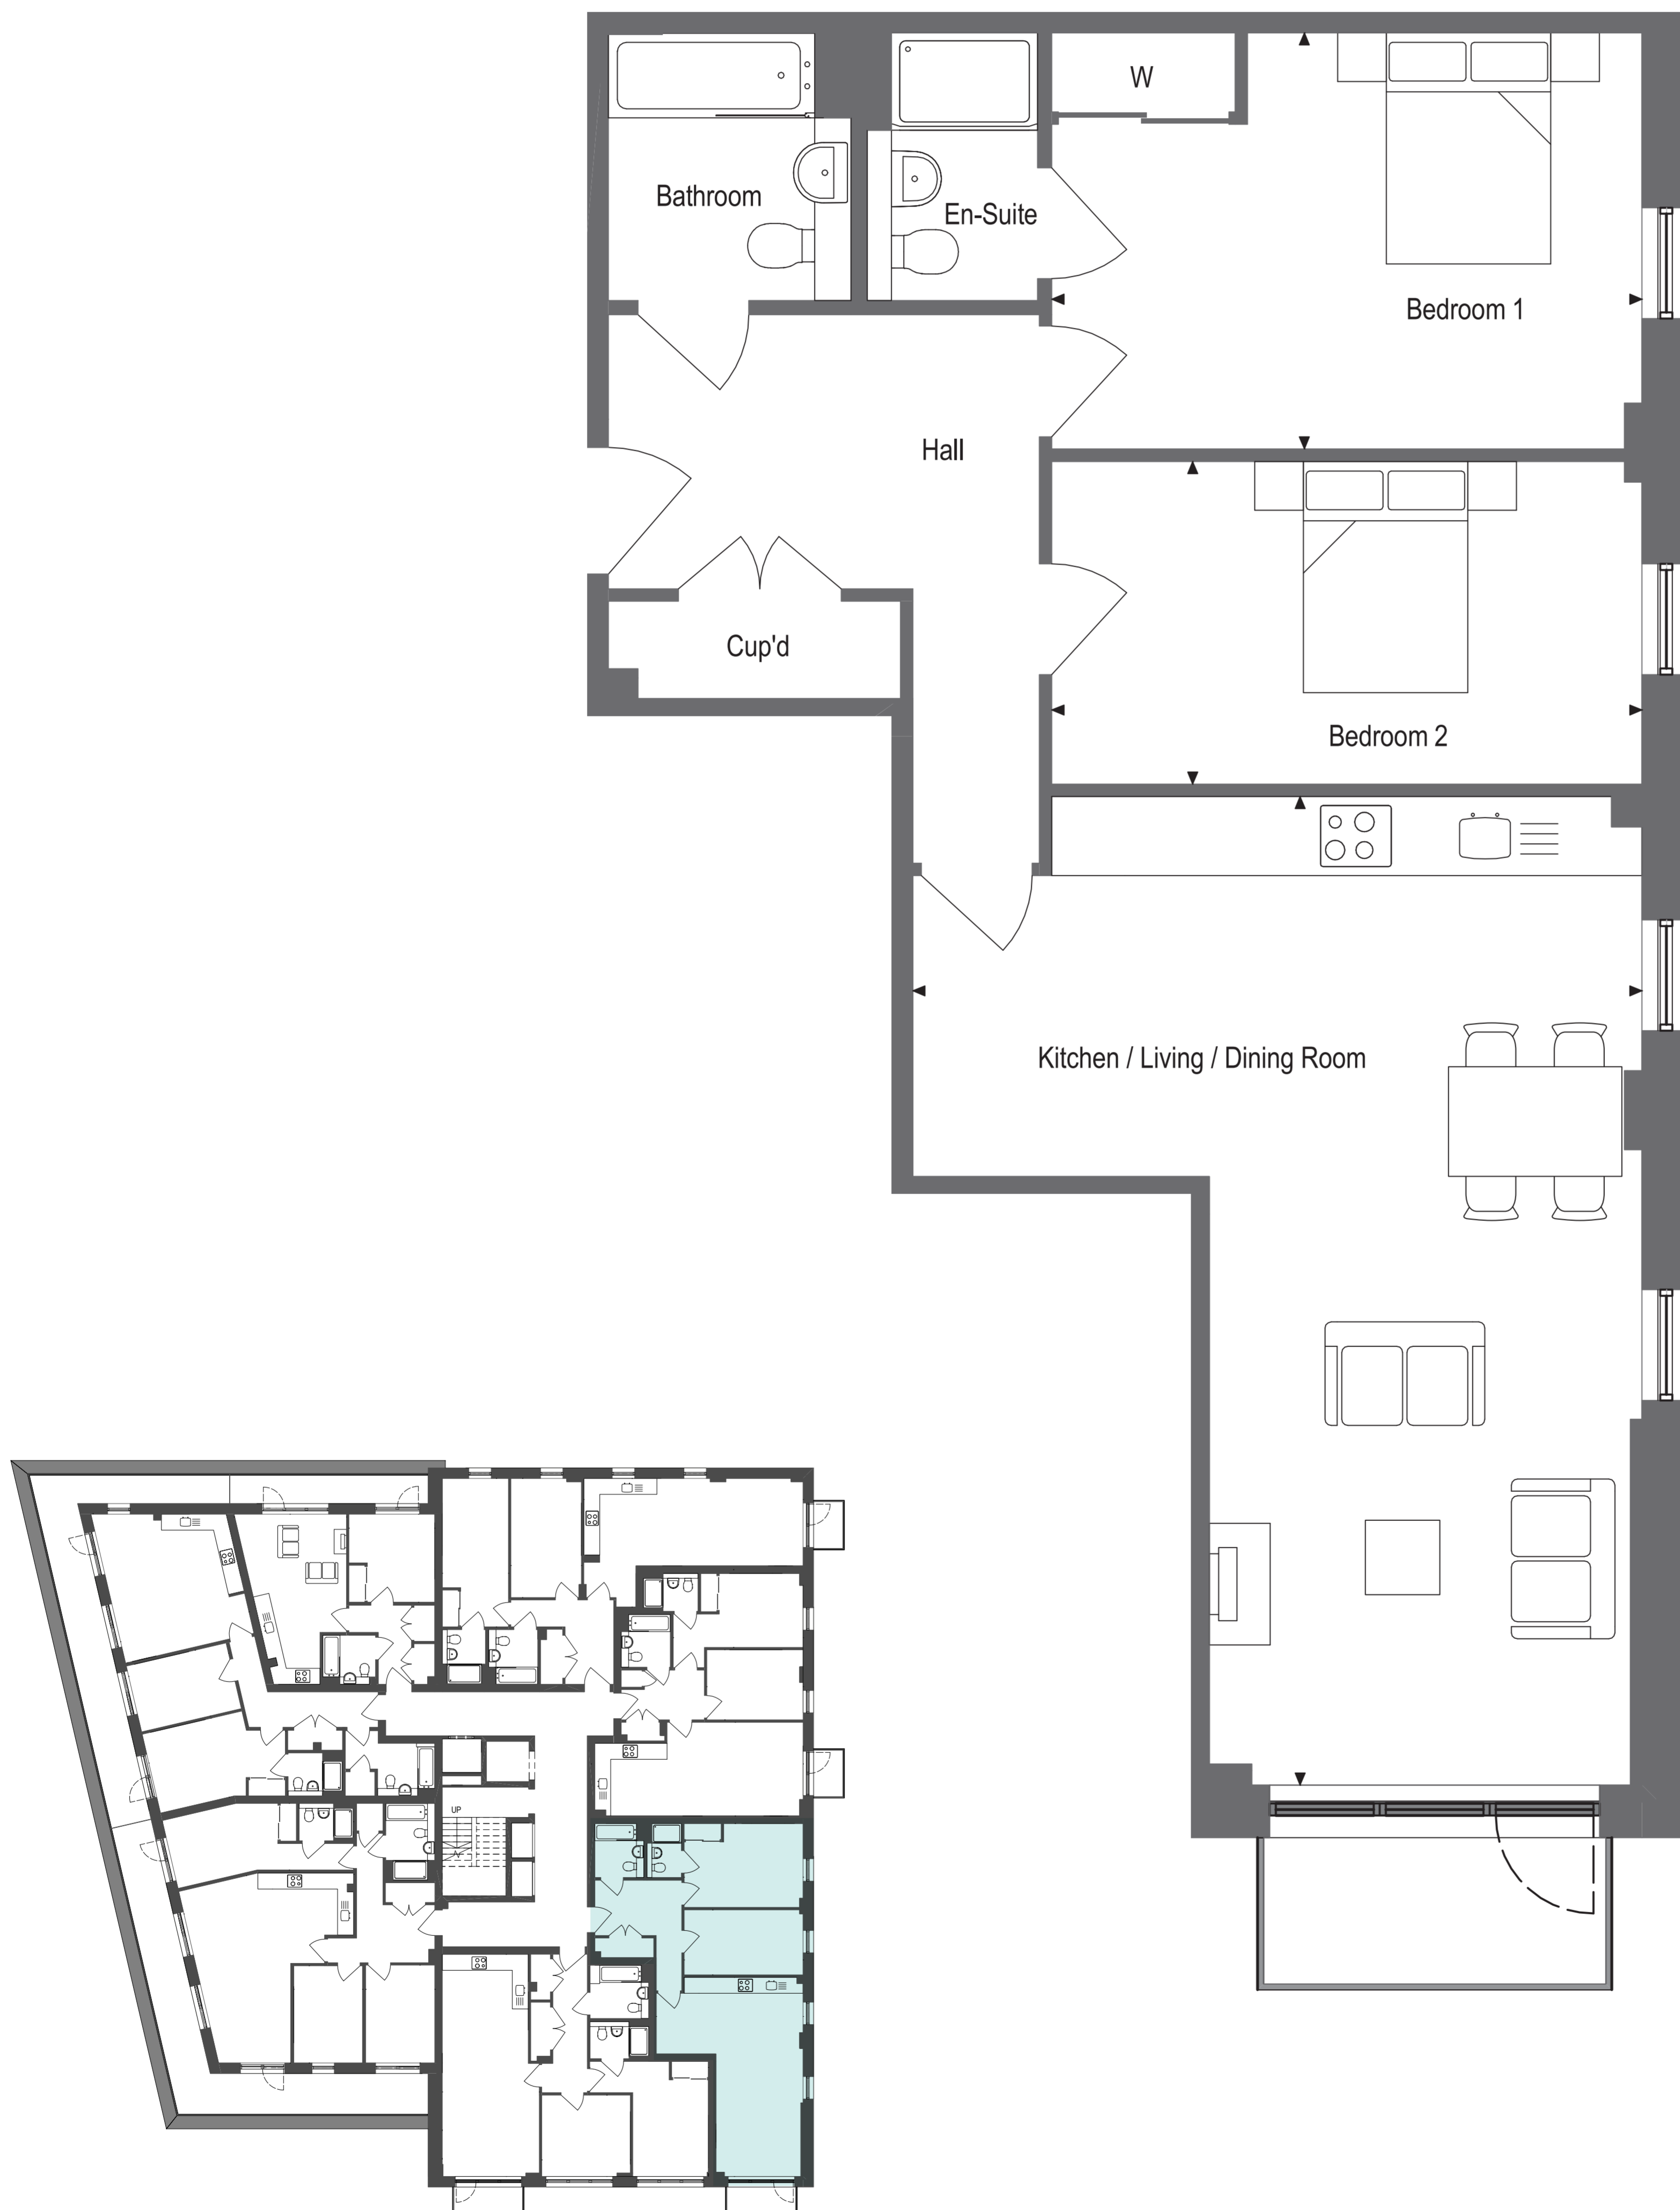 W
Bathroom
En-Suite
Bedroom 1
Hall
Cup'd
Bedroom 2
Kitchen / Living / Dining Room
UP